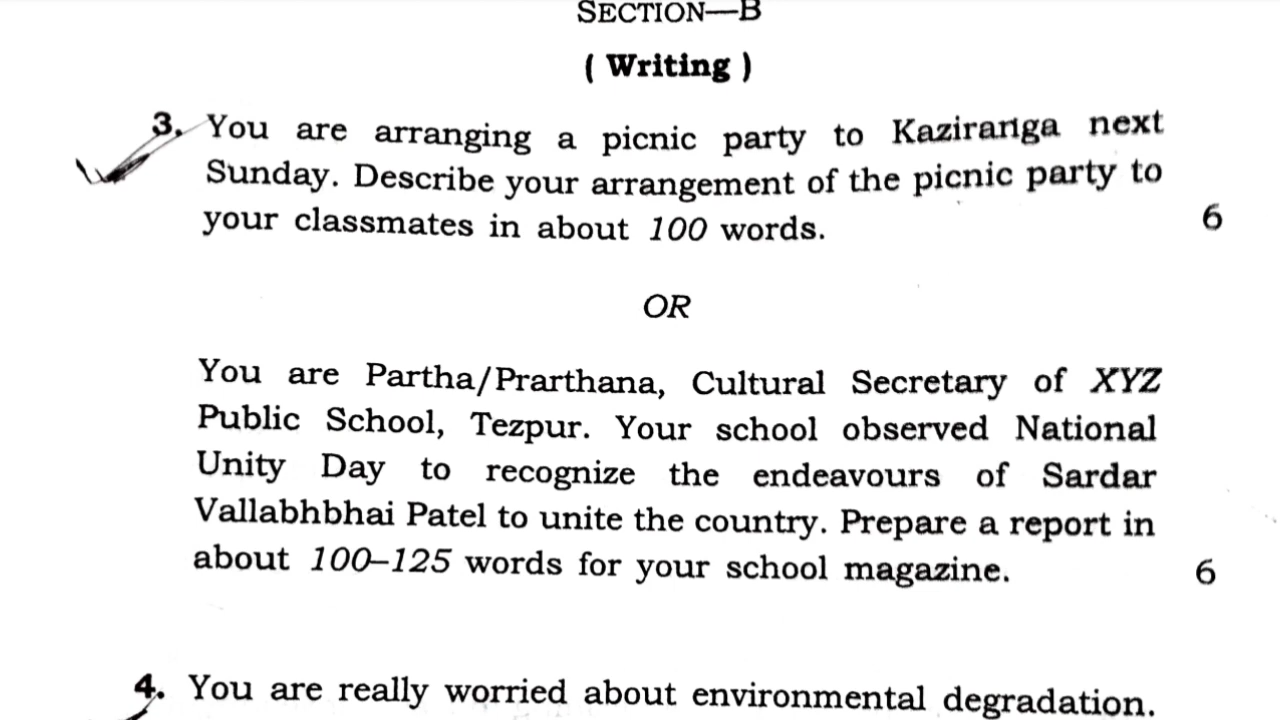 SECTION—B
( Writing )
3. You are arranging a picnic party to Kaziranga next
Sunday. Describe your arrangement of the picnic party to
your classmates in about 100 words.
6
OR
You are Partha/Prarthana, Cultural Secretary of XYZ
Public School, Tezpur. Your school observed National
Unity Day to recognize the endeavours of Sardar
Vallabhbhai Patel to unite the country. Prepare a report in
about 100–125 words for your school magazine.
6
4. You are really worried about environmental degradation.